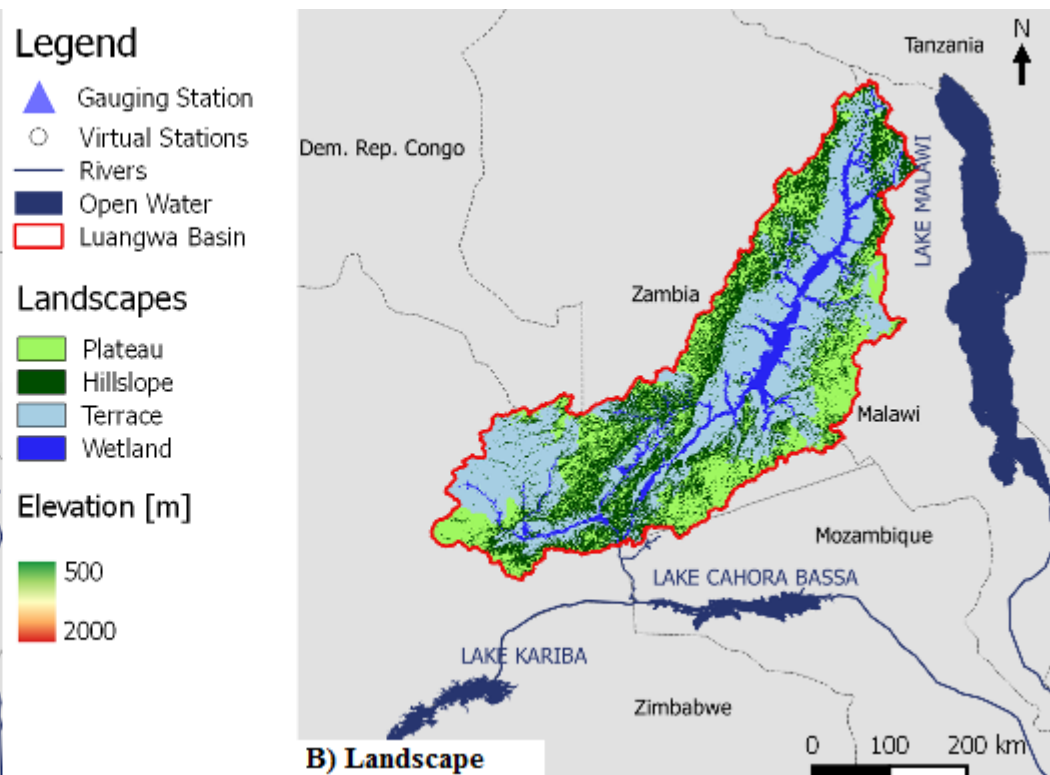 Legend
Gauging Station
Virtual Stations
Rivers
Open Water
Luangwa Basin
Landscapes
Plateau
Hillslope
Terrace
Wetland
Elevation [m]
500
2000
N
Tanzania
Dem. Rep. Congo
LAKE MALAWI
Zambia
Malawi
Mozambique
LAKE CAHORA BASSA
LAKE KARIBA
Zimbabwe
0 100 200 km
B) Landscape